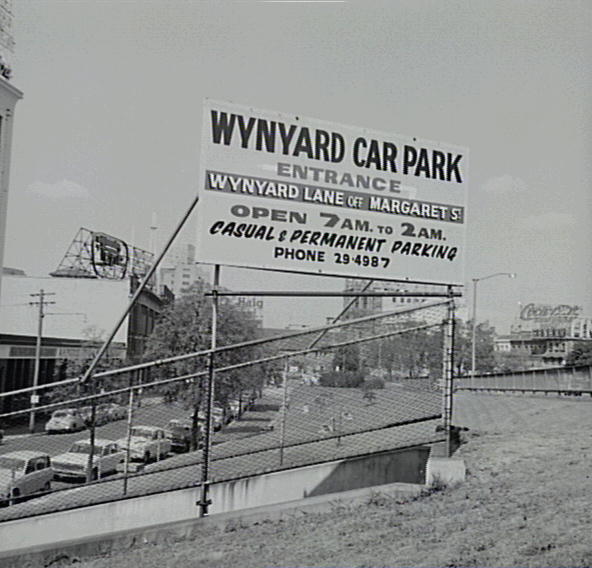 WYNYARD CAR PARK
ENTRANCE
WYNYARD LANE OFF MARGARET ST
OPEN 7AM. TO 2AM.
CASUAL & PERMANENT PARKING
PHONE 29·4987
Haig